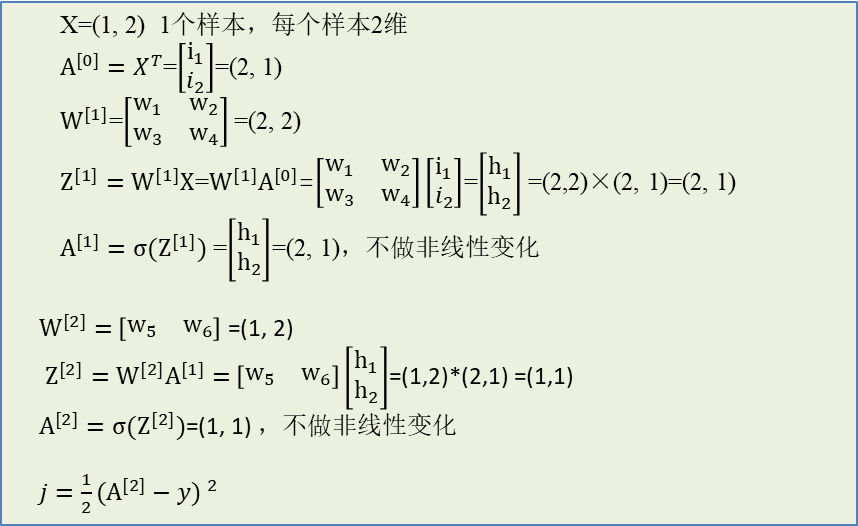 X=(1, 2) 1个样本，每个样本2维
A^[0] = X^T=[i₁ i₂]=(2, 1)
W^[1]=[w₁ w₂ w₃ w₄] =(2, 2)
Z^[1] = W^[1]X=W^[1]A^[0]=[w₁ w₂ w₃ w₄][i₁ i₂]=[h₁ h₂] =(2,2)×(2, 1)=(2, 1)
A^[1] = σ(Z^[1]) =[h₁ h₂]=(2, 1)，不做非线性变化
W^[2] = [w₅ w₆] =(1, 2)
Z^[2] = W^[2]A^[1] = [w₅ w₆][h₁ h₂]=(1,2)*(2,1) =(1,1)
A^[2] = σ(Z^[2])=(1, 1) ，不做非线性变化
j = 1/2 (A^[2] − y) ²